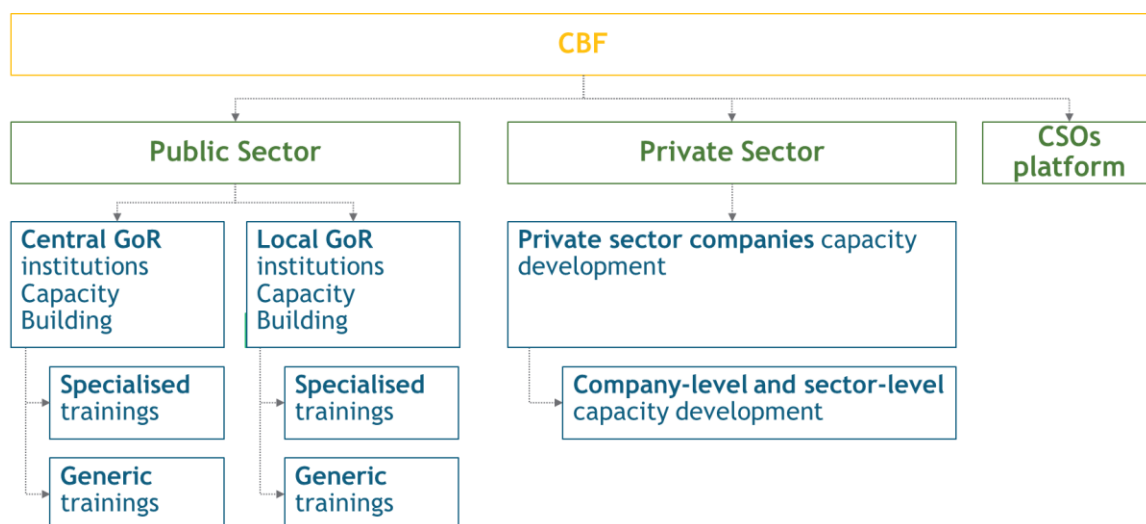 CBF
Public Sector
Private Sector
CSOs
platform
Central GoR
institutions
Capacity
Building
Local GoR
institutions
Capacity
Building
Private sector companies capacity
development
Specialised
trainings
Specialised
trainings
Company-level and sector-level
capacity development
Generic
trainings
Generic
trainings